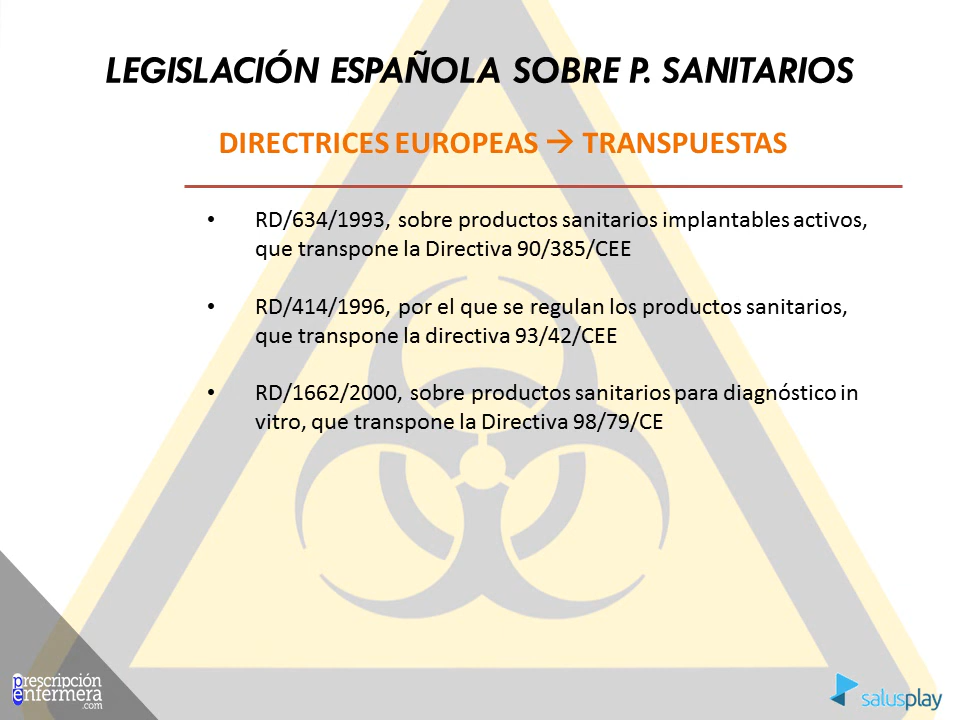 LEGISLACIÓN ESPAÑOLA SOBRE P. SANITARIOS
DIRECTRICES EUROPEAS → TRANSPUESTAS
• RD/634/1993, sobre productos sanitarios implantables activos,
que transpone la Directiva 90/385/CEE
• RD/414/1996, por el que se regulan los productos sanitarios,
que transpone la directiva 93/42/CEE
• RD/1662/2000, sobre productos sanitarios para diagnóstico in
vitro, que transpone la Directiva 98/79/CE
prescripción
enfermera
.com
salusplay